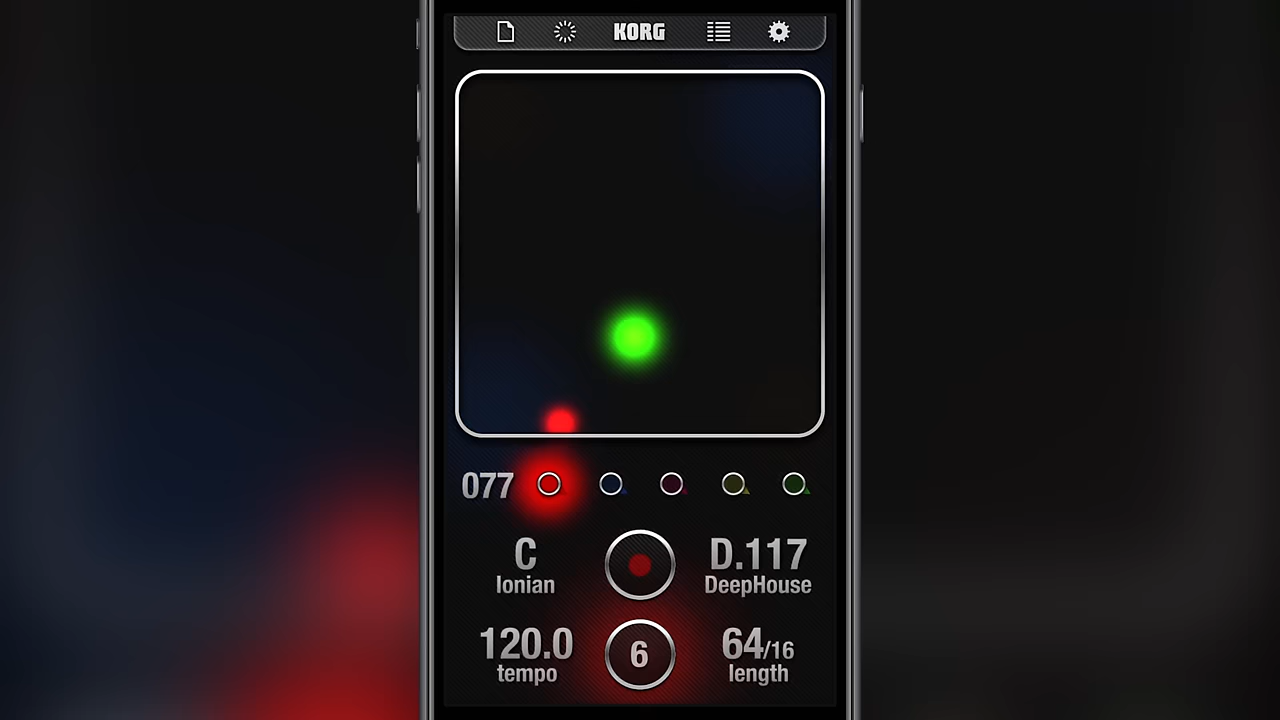 KORG
077
C
Ionian
D.117
DeepHouse
120.0
tempo
6
64/16
length